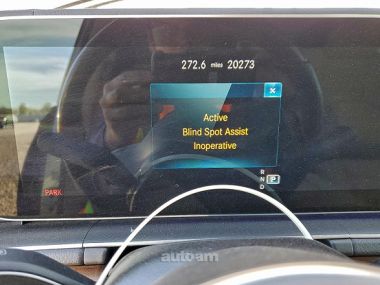 272.6 miles 20273
Active
Blind Spot Assist
Inoperative
R
N P
D
PARK
autoam